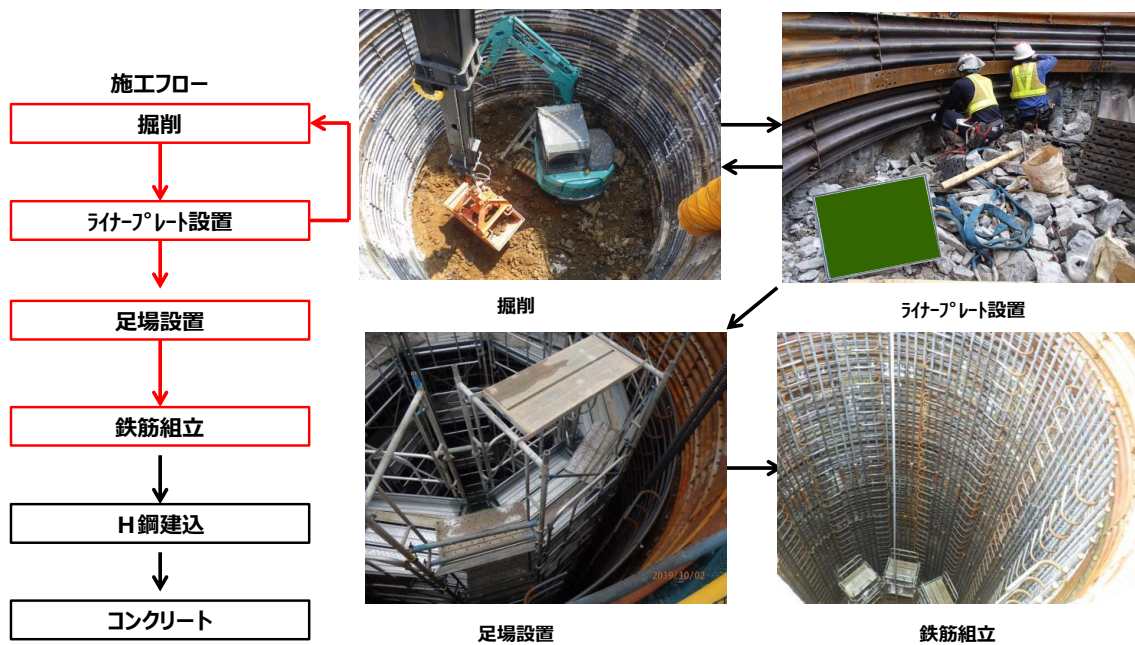 施工フロー
掘削
ﾗｲﾅｰﾌﾟﾚｰﾄ設置
足場設置
鉄筋組立
H鋼建込
コンクリート
掘削
ﾗｲﾅｰﾌﾟﾚｰﾄ設置
2019/10/02
足場設置
鉄筋組立